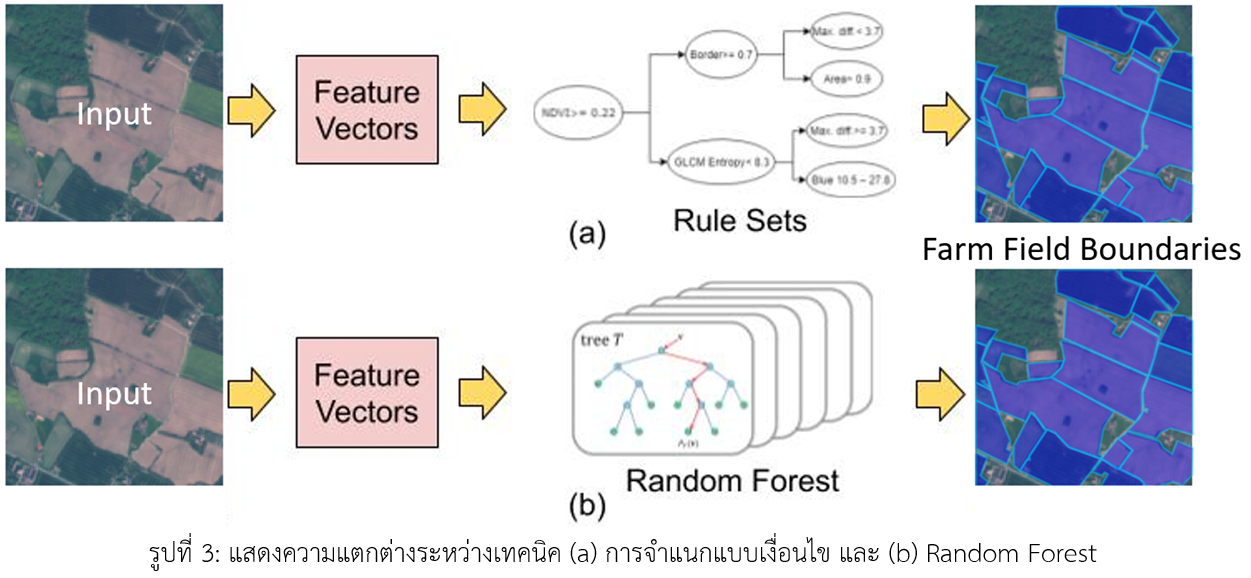 Input
Feature
Vectors
NDVI>= 0.22
Border>= 0.7
Max. diff.< 3.7
Area= 0.9
GLCM Entropy< 8.3
Max. diff.>= 3.7
Blue 10.5 – 27.8
(a)
Rule Sets
Farm Field Boundaries
Input
Feature
Vectors
tree T
v
(b)
Random Forest
รูปที่ 3: แสดงความแตกต่างระหว่างเทคนิค (a) การจำแนกแบบเงื่อนไข และ (b) Random Forest